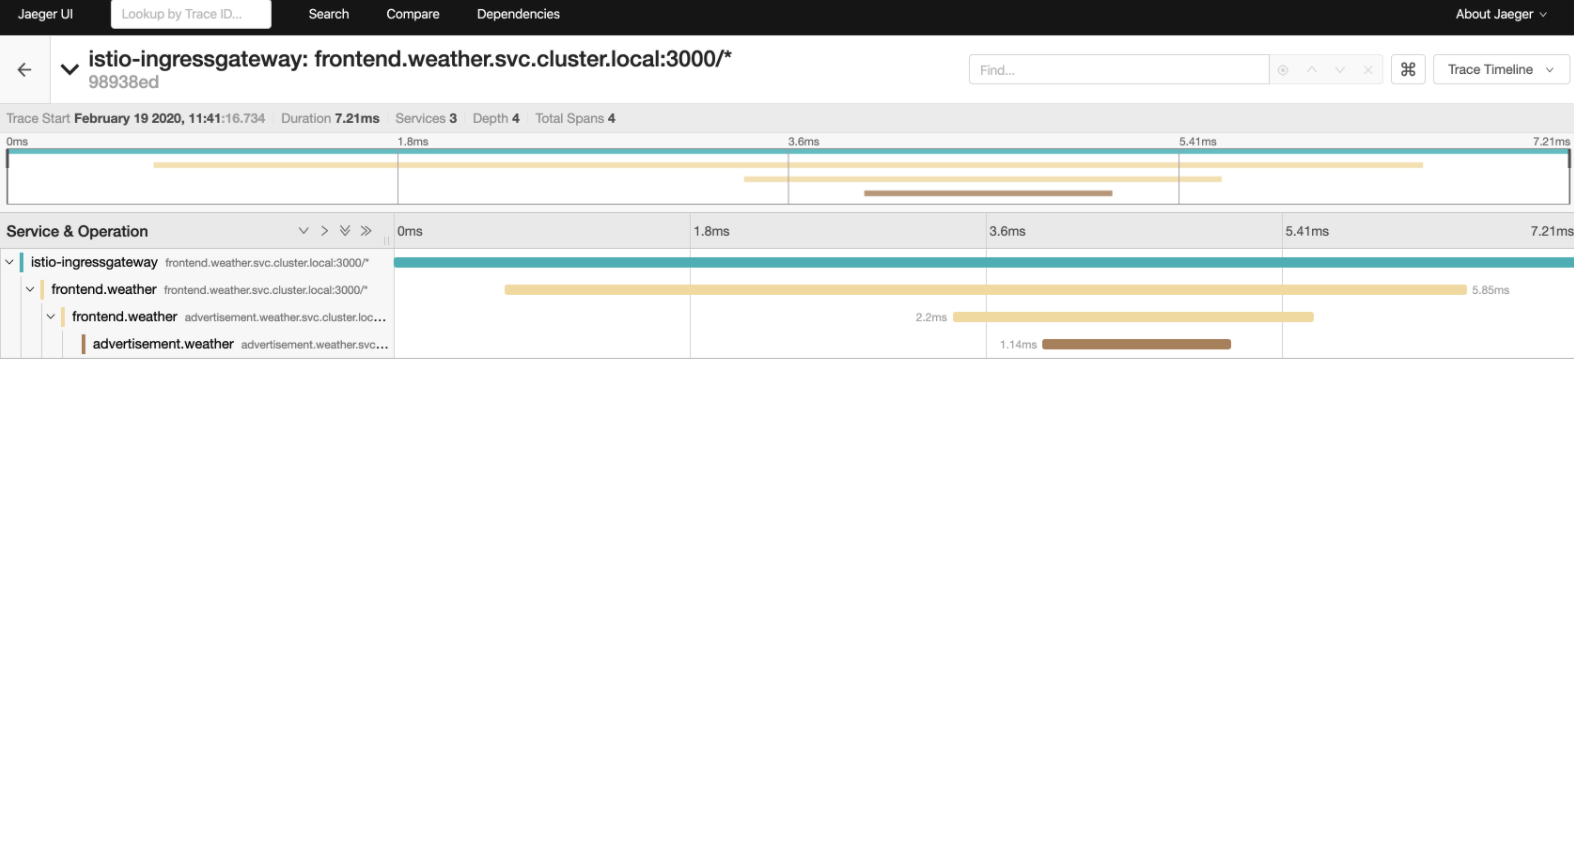 Jaeger UI Lookup by Trace ID... Search Compare Dependencies About Jaeger
istio-ingressgateway: frontend.weather.svc.cluster.local:3000/*
98938ed
Find... ⌘ Trace Timeline
Trace Start February 19 2020, 11:41:16.734 Duration 7.21ms Services 3 Depth 4 Total Spans 4
0ms 1.8ms 3.6ms 5.41ms 7.21ms
Service & Operation 0ms 1.8ms 3.6ms 5.41ms 7.21ms
istio-ingressgateway frontend.weather.svc.cluster.local:3000/*
frontend.weather frontend.weather.svc.cluster.local:3000/* 5.85ms
frontend.weather advertisement.weather.svc.cluster.loc... 2.2ms
advertisement.weather advertisement.weather.svc... 1.14ms